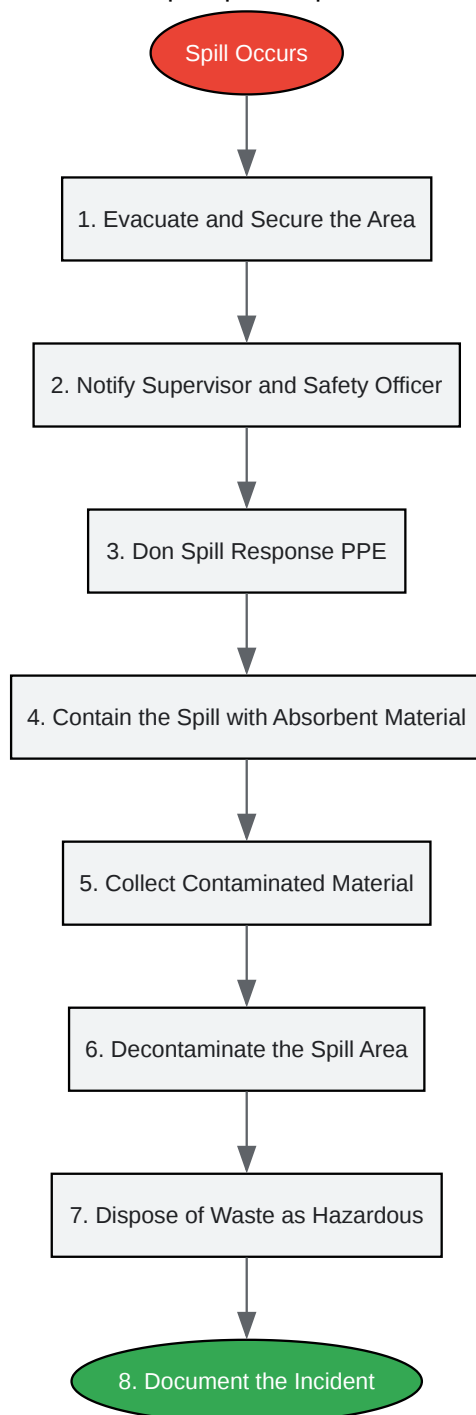 Spill Occurs
1. Evacuate and Secure the Area
2. Notify Supervisor and Safety Officer
3. Don Spill Response PPE
4. Contain the Spill with Absorbent Material
5. Collect Contaminated Material
6. Decontaminate the Spill Area
7. Dispose of Waste as Hazardous
8. Document the Incident